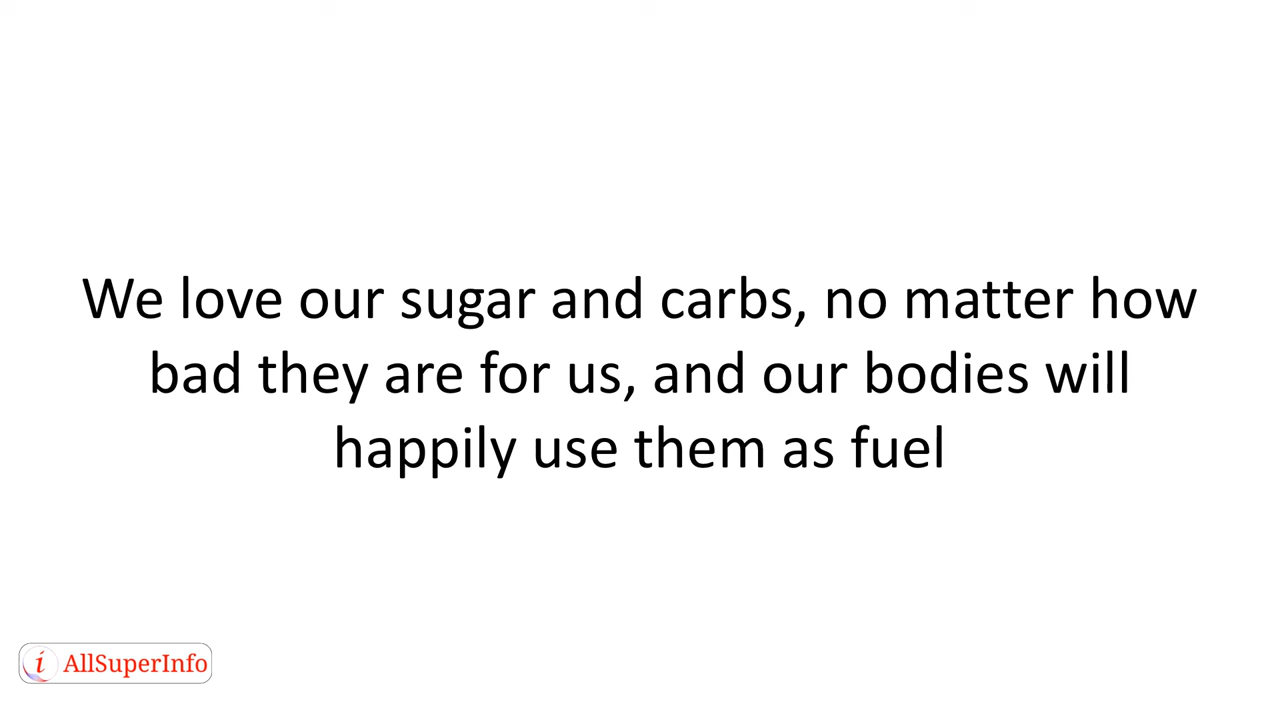 We love our sugar and carbs, no matter how
bad they are for us, and our bodies will
happily use them as fuel
i AllSuperInfo